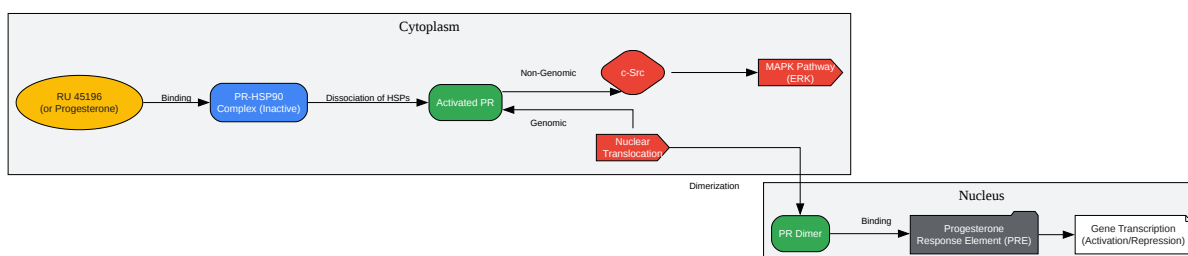 Cytoplasm
RU 45196
(or Progesterone)
Binding
PR-HSP90
Complex (Inactive)
Dissociation of HSPs
Activated PR
Non-Genomic
c-Src
MAPK Pathway
(ERK)
Genomic
Nuclear
Translocation
Dimerization
Nucleus
PR Dimer
Binding
Progesterone
Response Element (PRE)
Gene Transcription
(Activation/Repression)